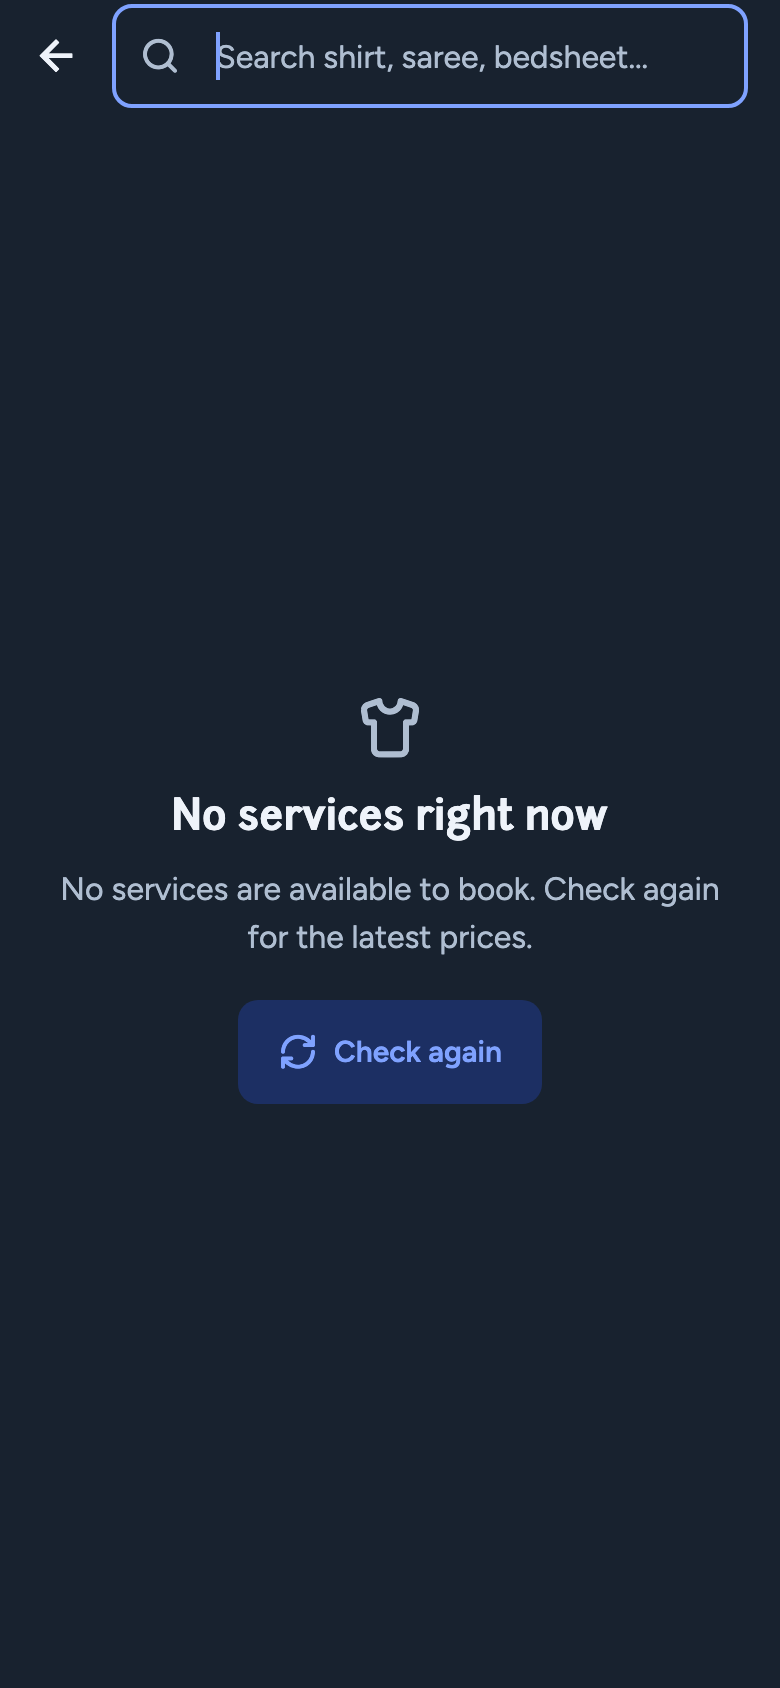 Search shirt, saree, bedsheet...
No services right now
No services are available to book. Check again
for the latest prices.
Check again